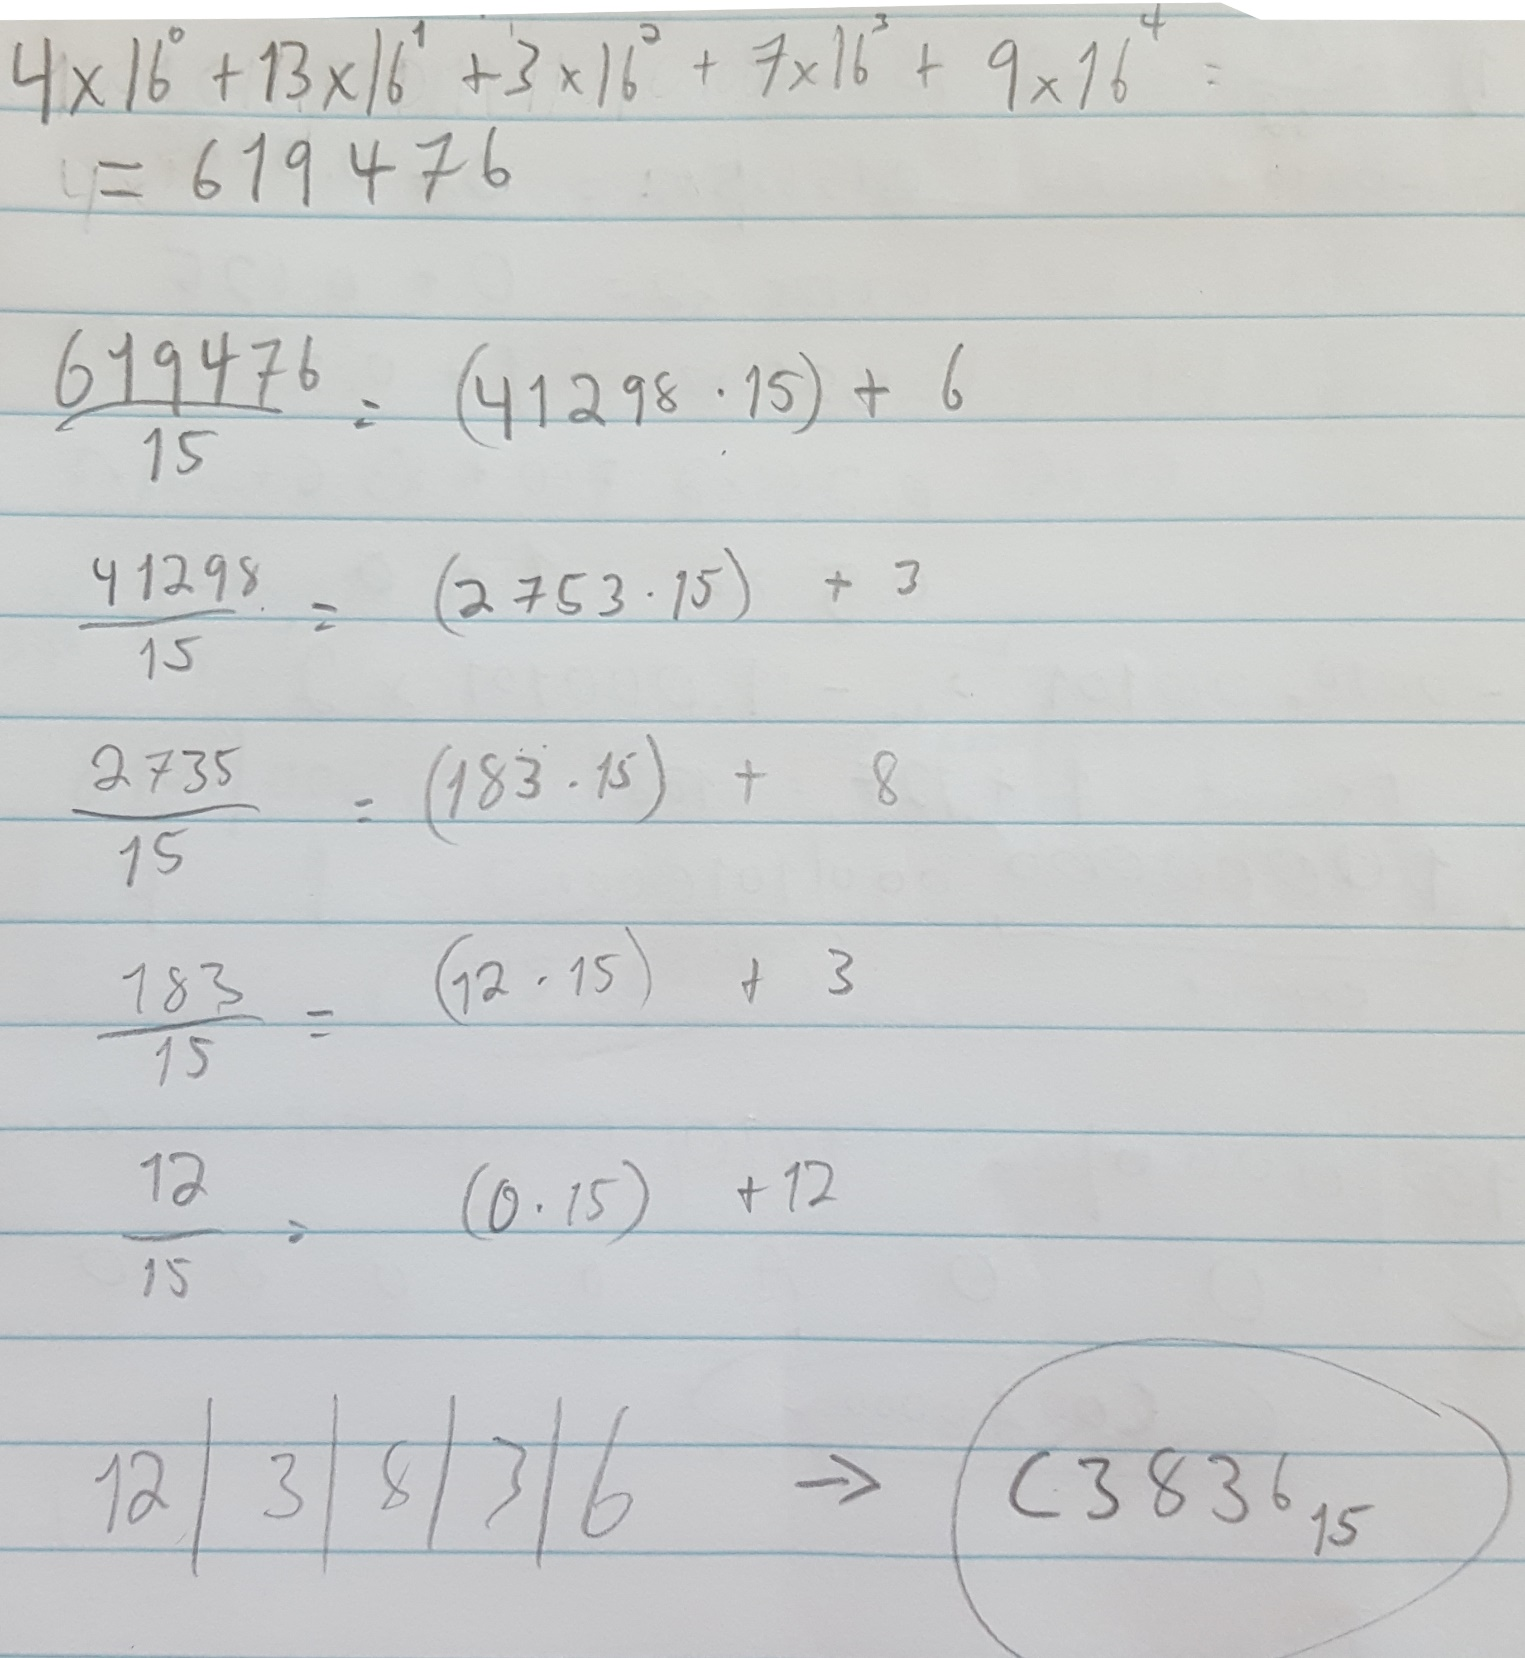 4 x 16⁰ + 13 x 16¹ + 3 x 16² + 7 x 16³ + 9 x 16⁴ =
= 619476
619476/15 = (41298 · 15) + 6
41298/15 = (2753 · 15) + 3
2735/15 = (183 · 15) + 8
183/15 = (12 · 15) + 3
12/15 = (0 · 15) + 12
12 | 3 | 8 | 3 | 6 → C3836₁₅